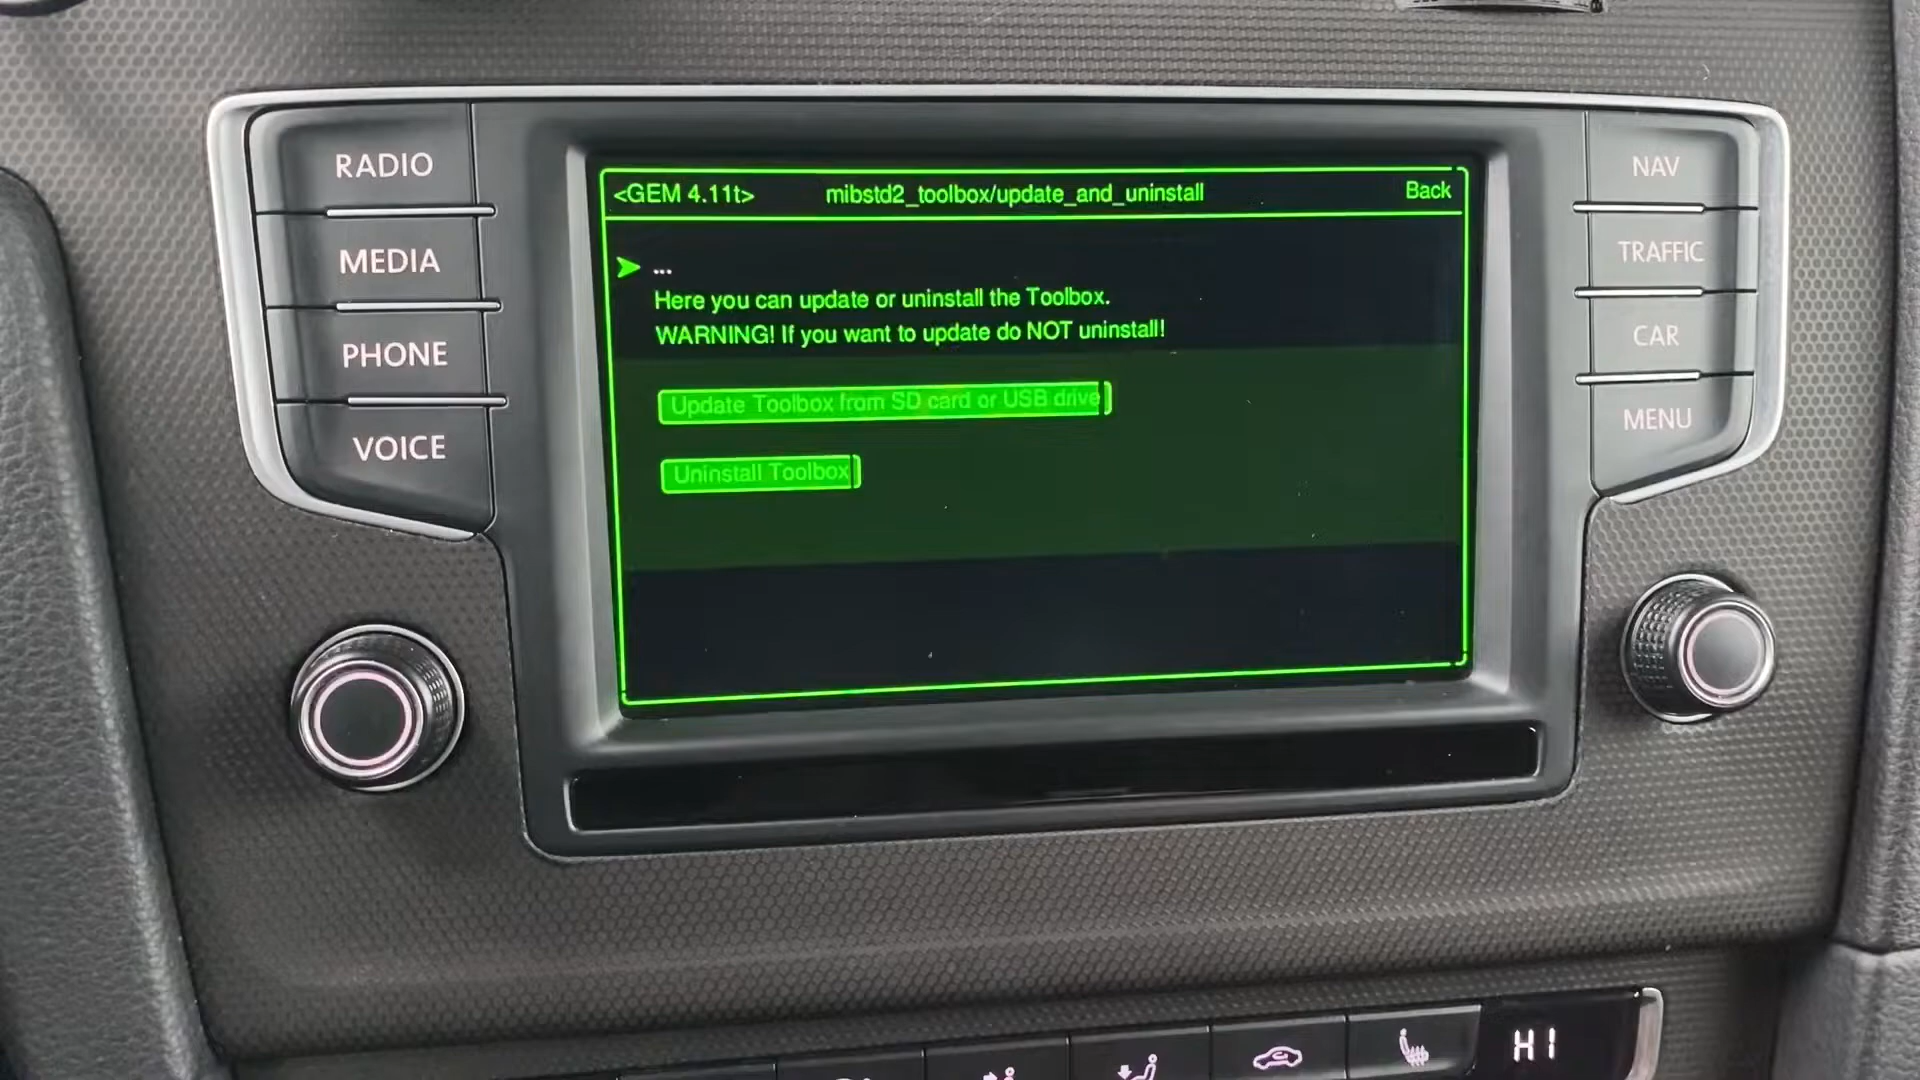 RADIO
MEDIA
PHONE
VOICE
<GEM 4.11t> mibstd2_toolbox/update_and_uninstall Back
...
Here you can update or uninstall the Toolbox.
WARNING! If you want to update do NOT uninstall!
Update Toolbox from SD card or USB drive
Uninstall Toolbox
NAV
TRAFFIC
CAR
MENU
HI